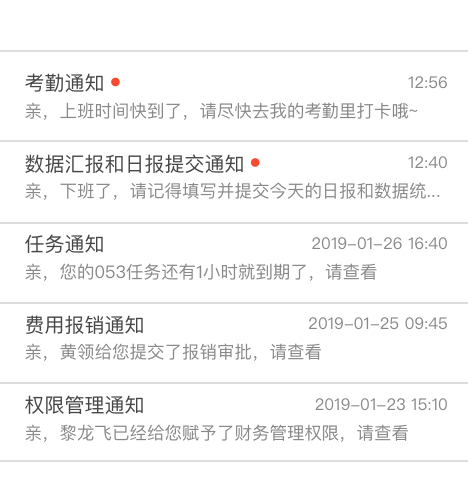 考勤通知
12:56
亲，上班时间快到了，请尽快去我的考勤里打卡哦~
数据汇报和日报提交通知
12:40
亲，下班了，请记得填写并提交今天的日报和数据统...
任务通知
2019-01-26 16:40
亲，您的053任务还有1小时就到期了，请查看
费用报销通知
2019-01-25 09:45
亲，黄领给您提交了报销审批，请查看
权限管理通知
2019-01-23 15:10
亲，黎龙飞已经给您赋予了财务管理权限，请查看